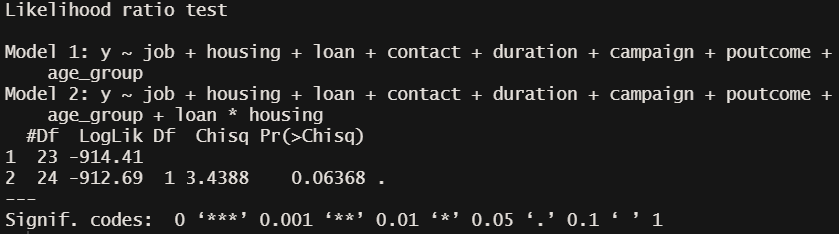 Likelihood ratio test
Model 1: y ~ job + housing + loan + contact + duration + campaign + poutcome +
age_group
Model 2: y ~ job + housing + loan + contact + duration + campaign + poutcome +
age_group + loan * housing
#Df LogLik Df Chisq Pr(>Chisq)
1 23 -914.41
2 24 -912.69 1 3.4388 0.06368 .
---
Signif. codes: 0 ‘***’ 0.001 ‘**’ 0.01 ‘*’ 0.05 ‘.’ 0.1 ‘ ’ 1